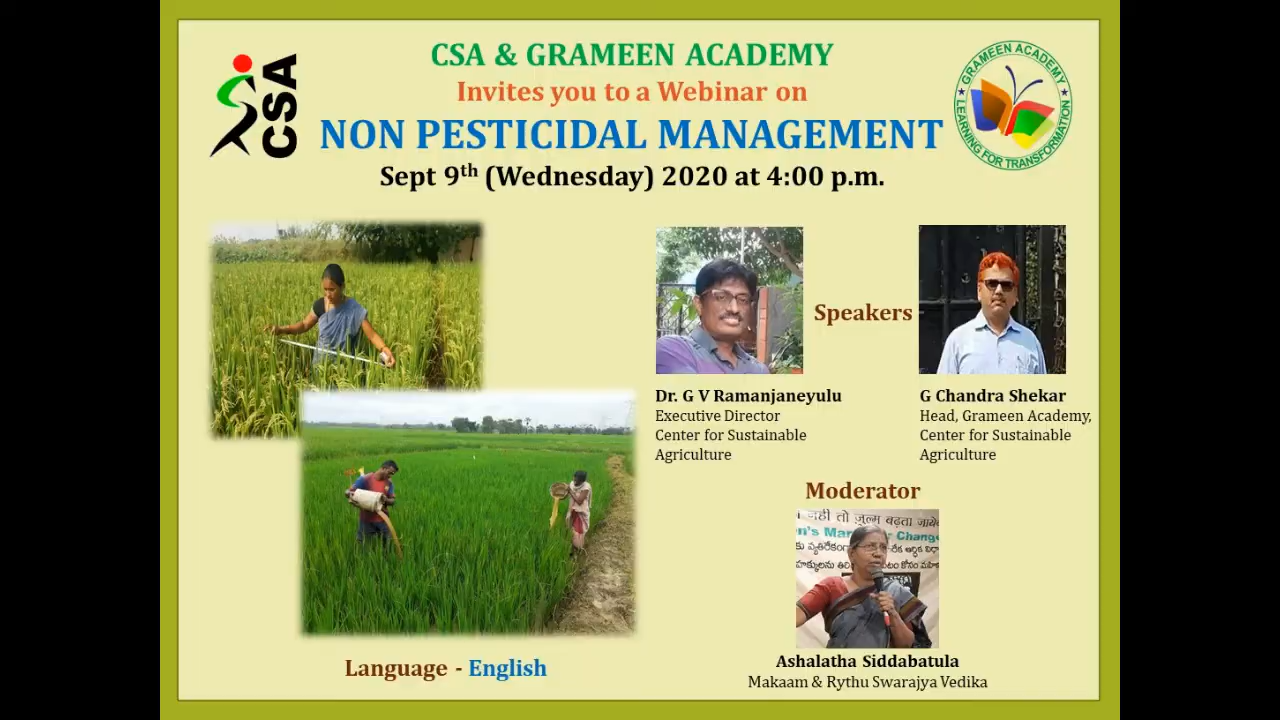 CSA
CSA & GRAMEEN ACADEMY
Invites you to a Webinar on
NON PESTICIDAL MANAGEMENT
Sept 9th (Wednesday) 2020 at 4:00 p.m.
GRAMEEN ACADEMY
LEARNING FOR TRANSFORMATION
Speakers
Dr. G V Ramanjaneyulu
Executive Director
Center for Sustainable
Agriculture
G Chandra Shekar
Head, Grameen Academy,
Center for Sustainable
Agriculture
Moderator
नहीं तो ज़ुल्म बढ़ता जाये
Ashalatha Siddabatula
Makaam & Rythu Swarajya Vedika
Language - English